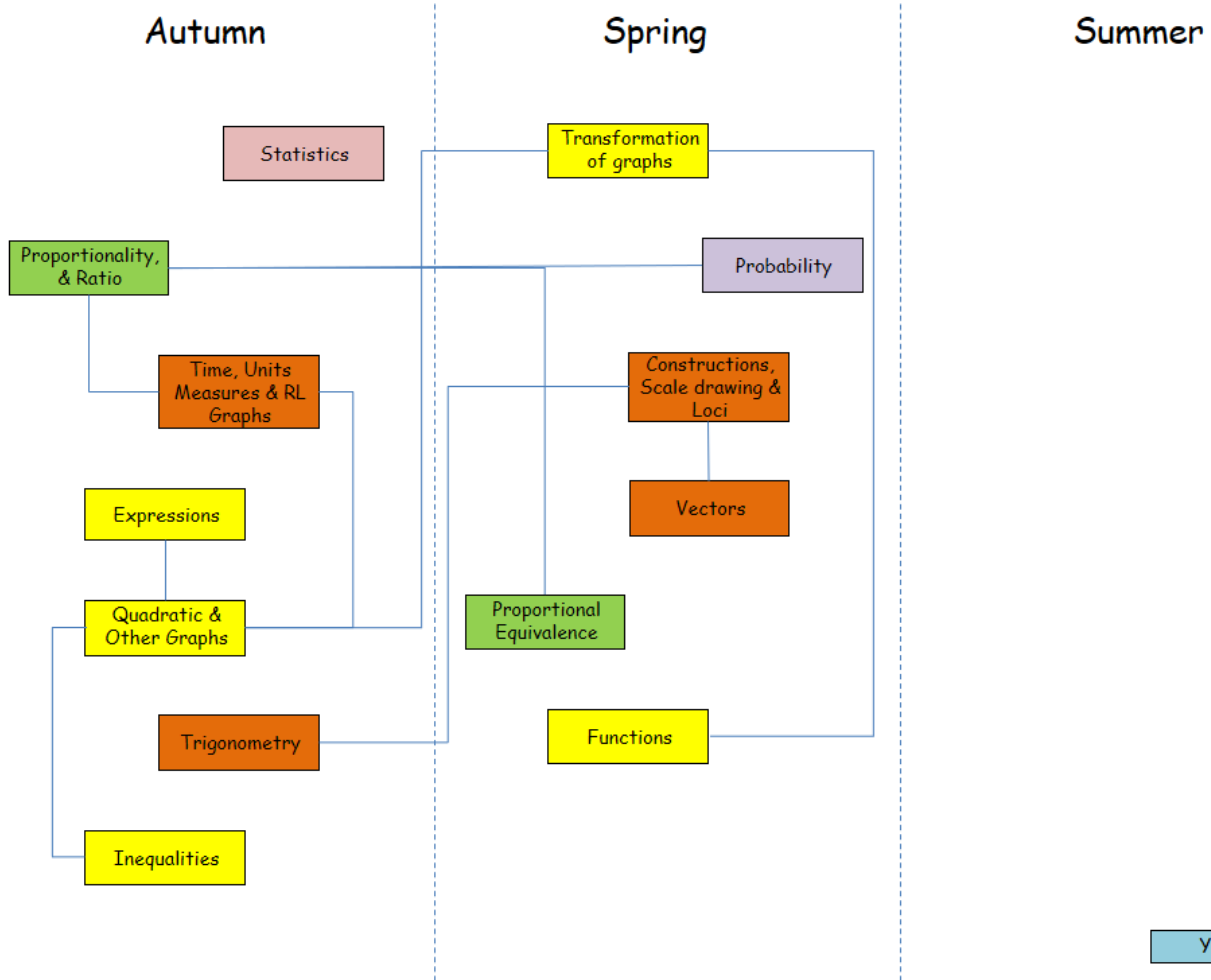 Autumn
Spring
Summer
Statistics
Transformation
of graphs
Proportionality,
& Ratio
Probability
Time, Units
Measures & RL
Graphs
Constructions,
Scale drawing &
Loci
Expressions
Vectors
Quadratic &
Other Graphs
Proportional
Equivalence
Trigonometry
Functions
Inequalities
Y